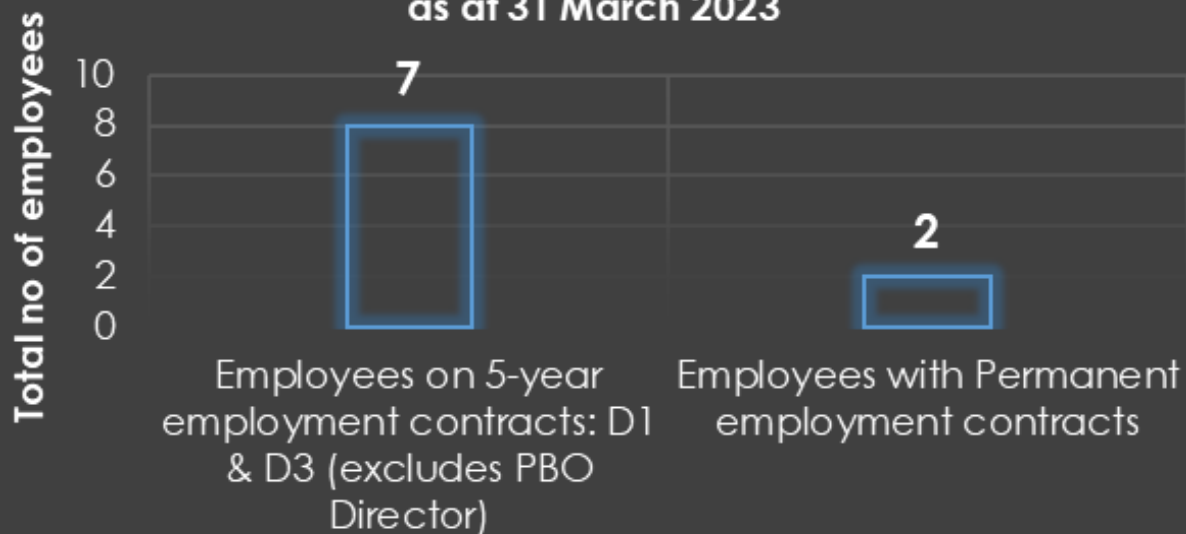 as at 31 March 2023
Total no of employees
10
8
6
4
2
0
7
2
Employees on 5-year
employment contracts: D1
& D3 (excludes PBO
Director)
Employees with Permanent
employment contracts